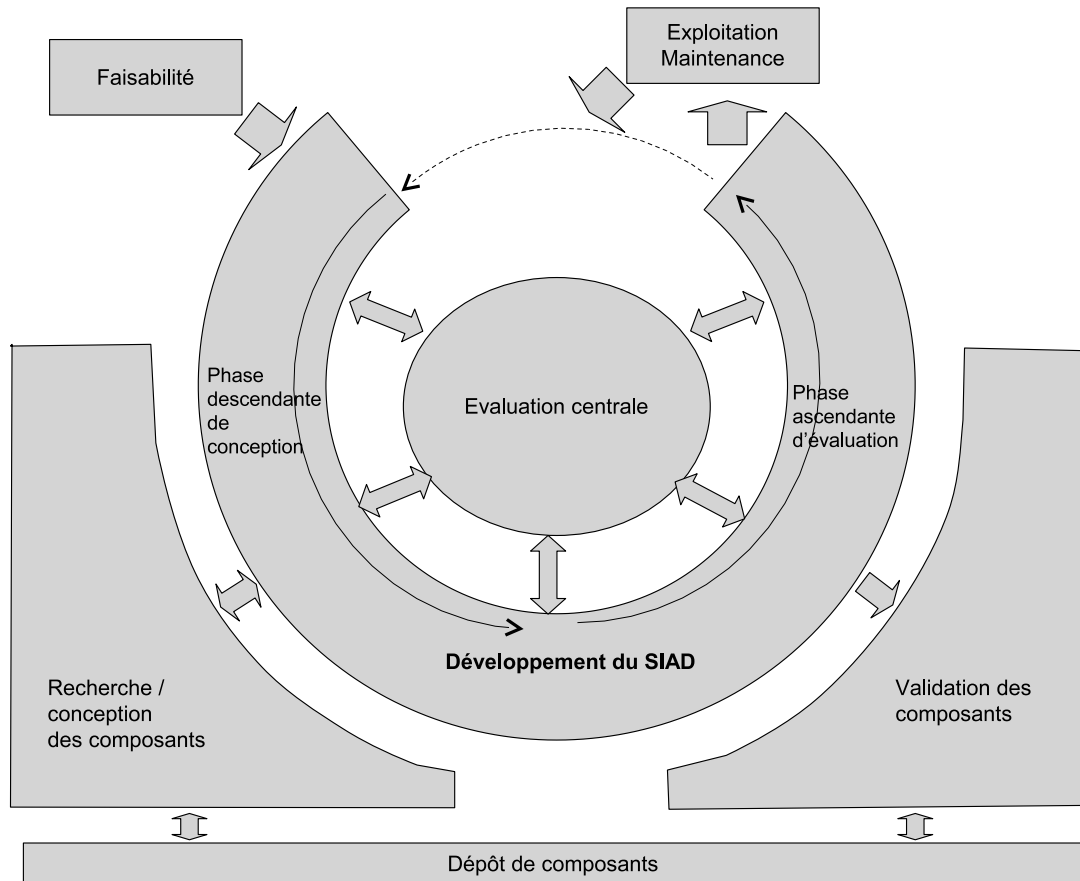 Faisabilité
Exploitation
Maintenance
Phase
descendante
de
conception
Evaluation centrale
Phase
ascendante
d'évaluation
Développement du SIAD
Recherche /
conception
des composants
Validation des
composants
Dépôt de composants